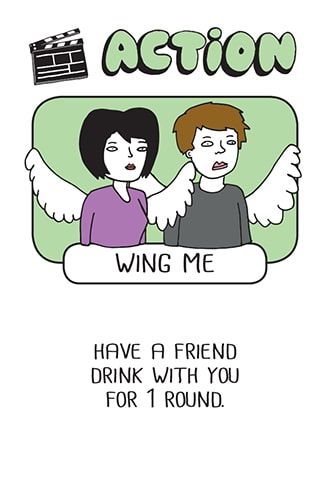 ACTION
WING ME
HAVE A FRIEND
DRINK WITH YOU
FOR 1 ROUND.